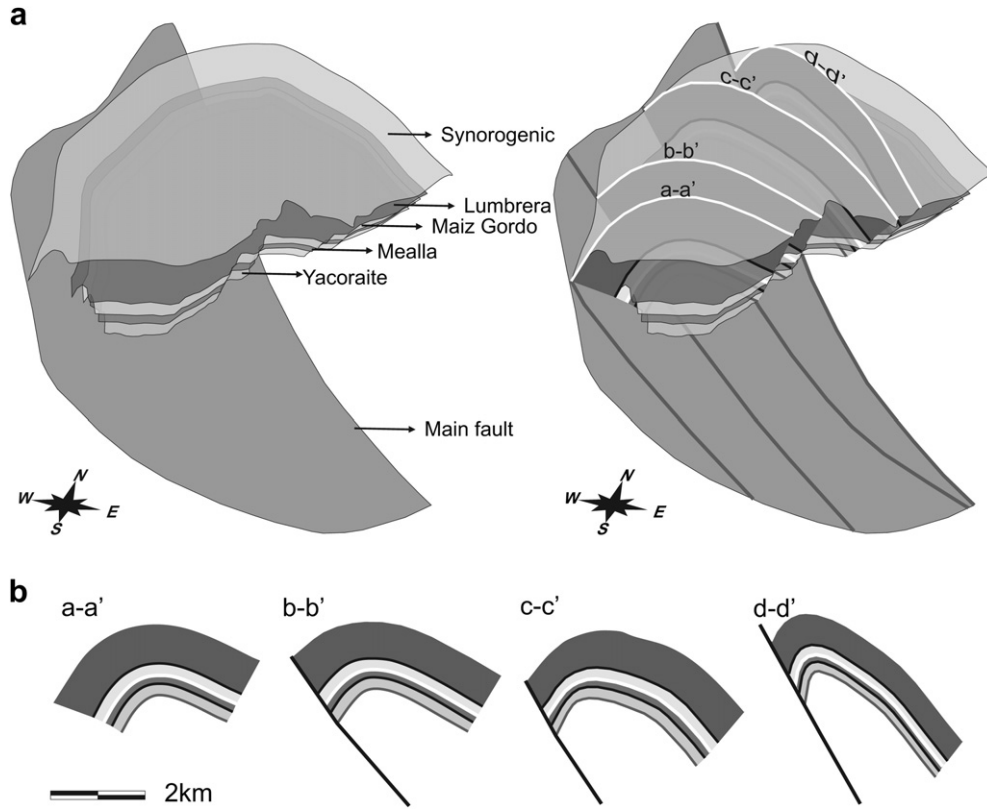 a
d-d'
c-c'
b-b'
a-a'
Synorogenic
Lumbrera
Maiz Gordo
Mealla
Yacoraite
Main fault
N
W
E
S
N
W
E
S
b
a-a'
b-b'
c-c'
d-d'
2km